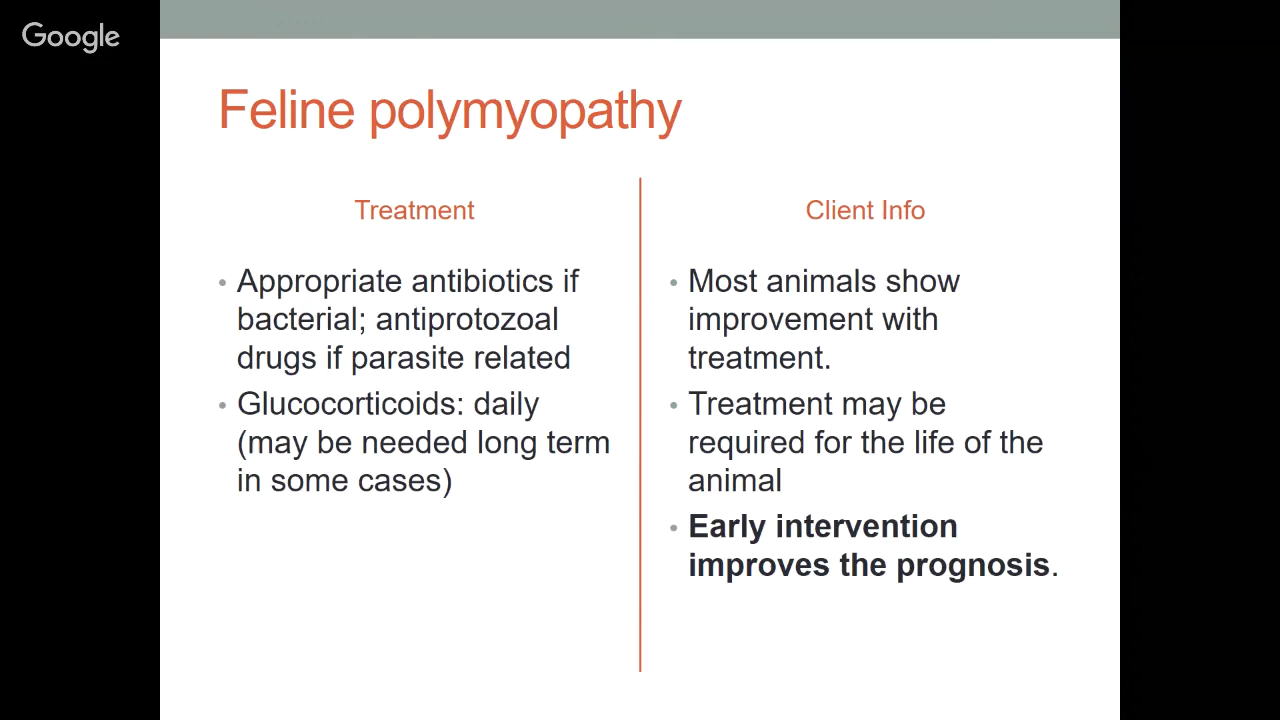 Google
Feline polymyopathy
Treatment
• Appropriate antibiotics if
bacterial; antiprotozoal
drugs if parasite related
• Glucocorticoids: daily
(may be needed long term
in some cases)
Client Info
• Most animals show
improvement with
treatment.
• Treatment may be
required for the life of the
animal
• Early intervention
improves the prognosis.